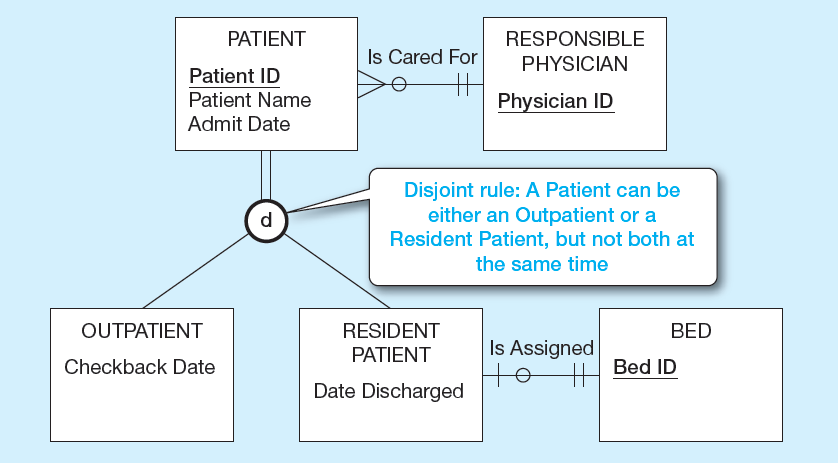 PATIENT
Patient ID
Patient Name
Admit Date
Is Cared For
RESPONSIBLE
PHYSICIAN
Physician ID
d
Disjoint rule: A Patient can be
either an Outpatient or a
Resident Patient, but not both at
the same time
OUTPATIENT
Checkback Date
RESIDENT
PATIENT
Date Discharged
Is Assigned
BED
Bed ID